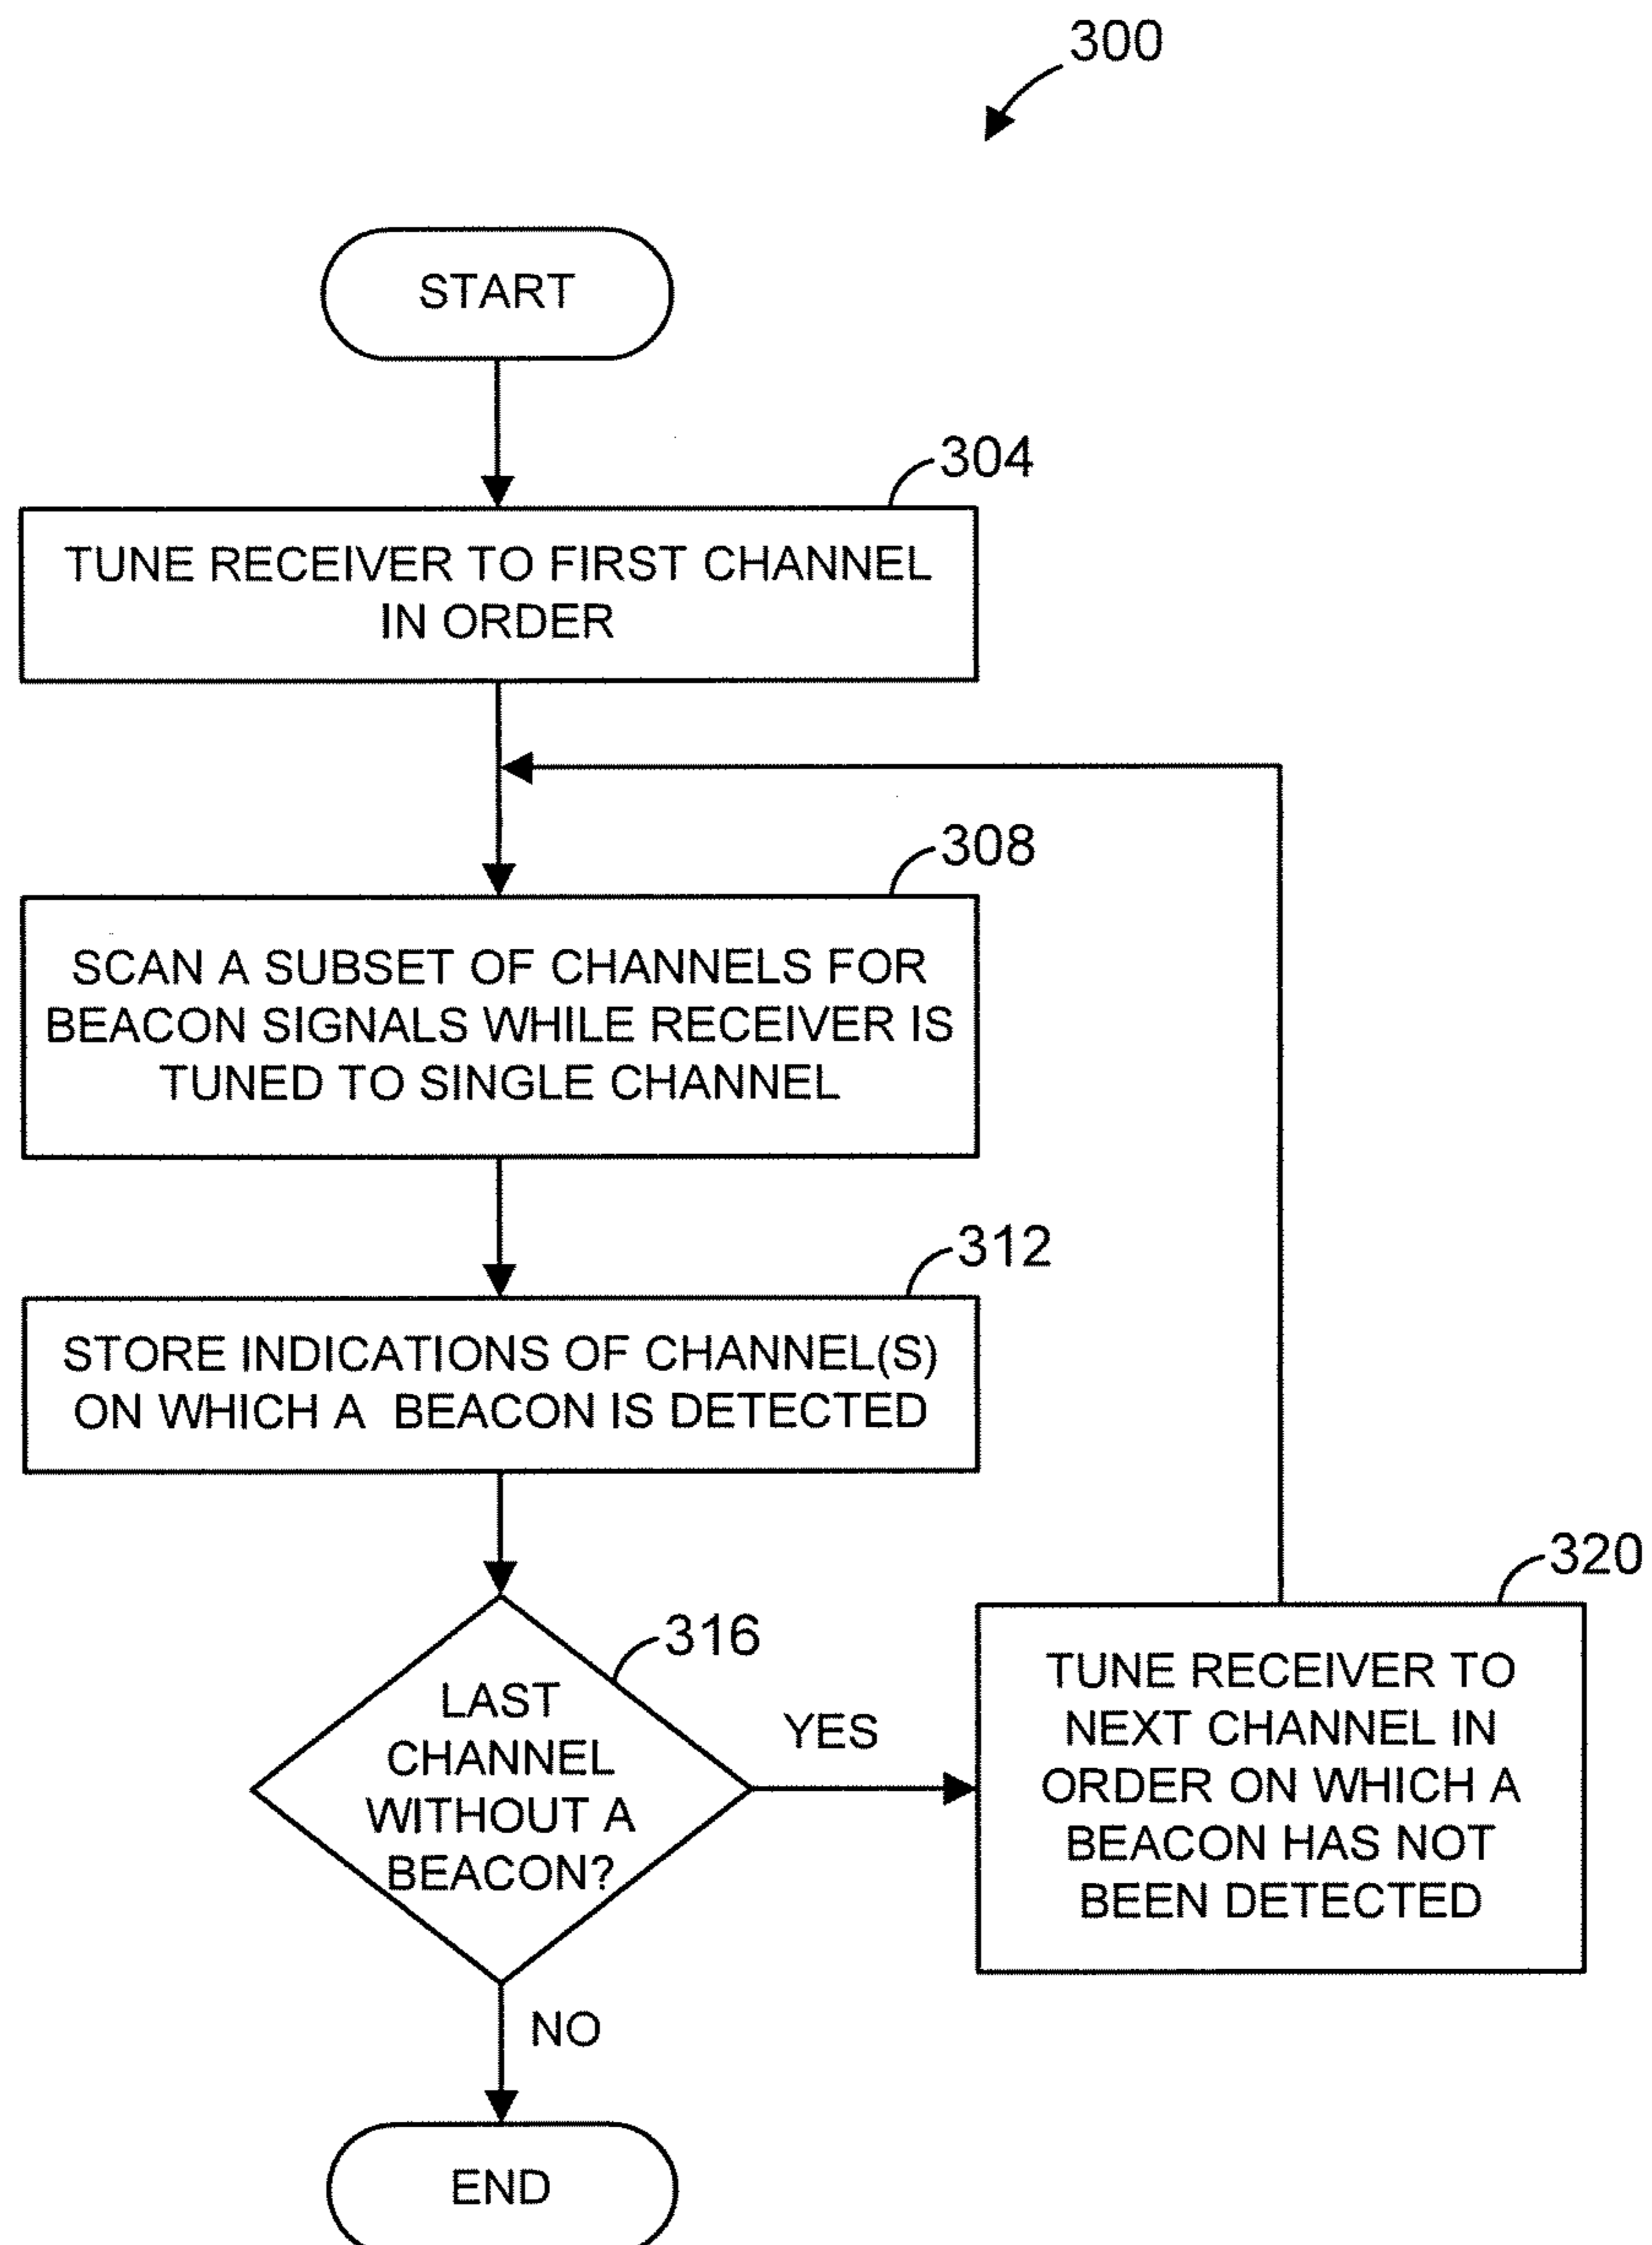 300
START
304
TUNE RECEIVER TO FIRST CHANNEL
IN ORDER
308
SCAN A SUBSET OF CHANNELS FOR
BEACON SIGNALS WHILE RECEIVER IS
TUNED TO SINGLE CHANNEL
312
STORE INDICATIONS OF CHANNEL(S)
ON WHICH A BEACON IS DETECTED
316
LAST
CHANNEL
WITHOUT A
BEACON?
YES
320
TUNE RECEIVER TO
NEXT CHANNEL IN
ORDER ON WHICH A
BEACON HAS NOT
BEEN DETECTED
NO
END